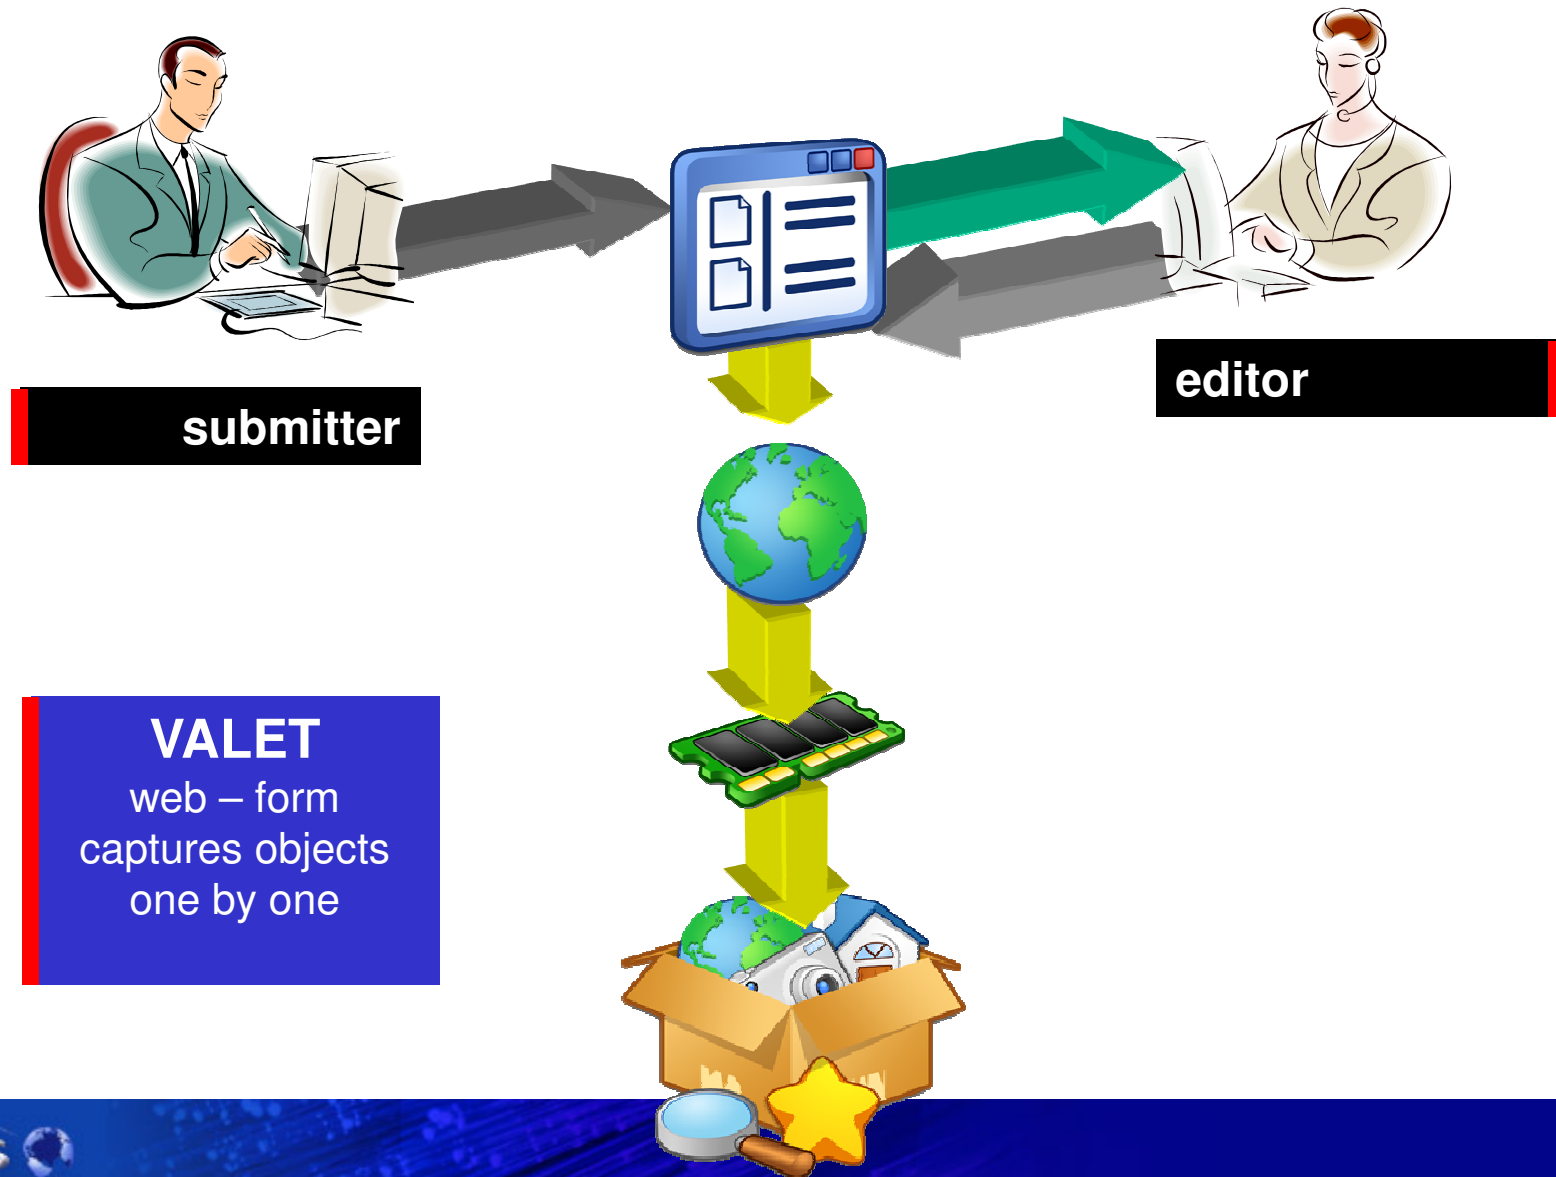 editor
submitter
VALET
web – form
captures objects
one by one